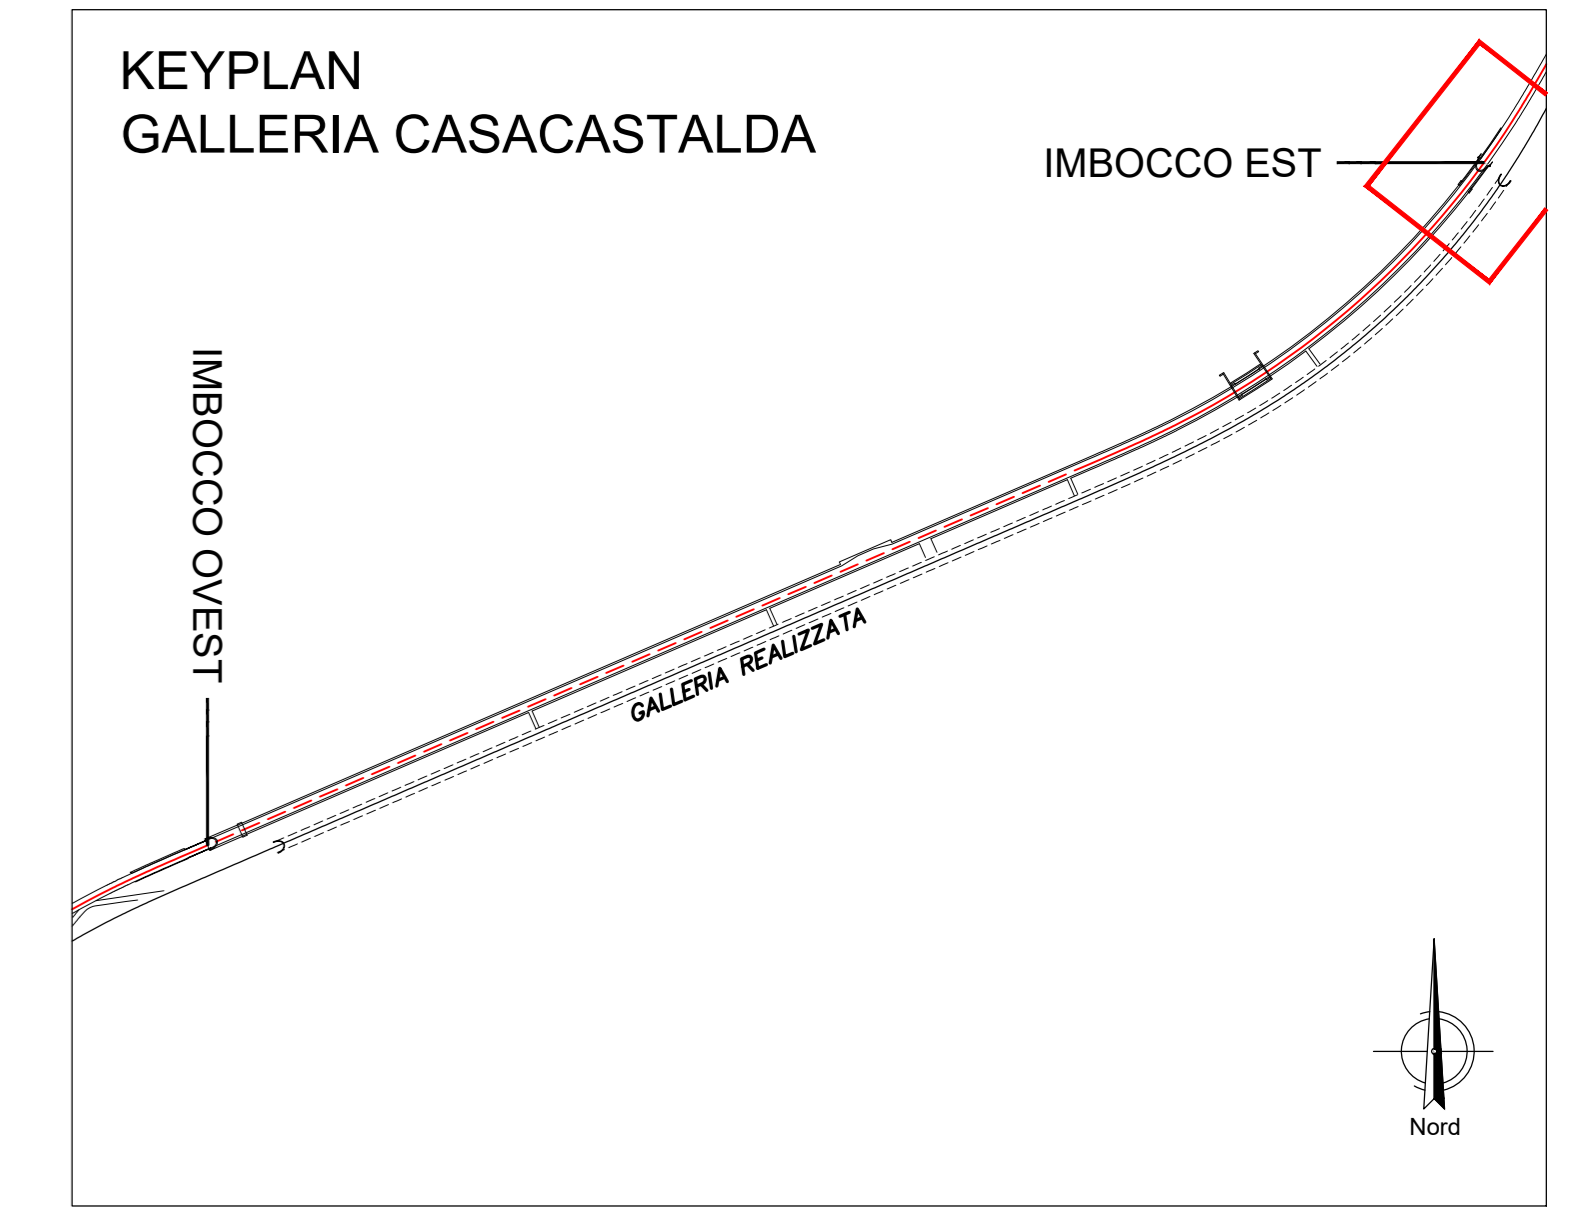 KEYPLAN
GALLERIA CASACASTALDA
IMBOCCO EST
IMBOCCO OVEST
GALLERIA REALIZZATA
Nord